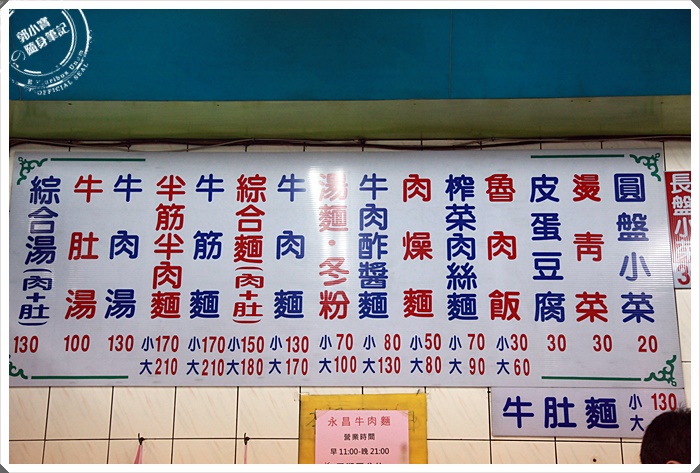 郭小寶
の隨身筆記
OFFICIAL SEAL
長盤小
圓盤小菜 20
燙青菜 30
皮蛋豆腐 30
魯肉飯 小30 大60
榨菜肉絲麵 小70 大90
肉燥麵 小50 大80
牛肉酢醬麵 小80 大130
湯麵・冬粉 小70 大100
牛肉麵 小130 大170
綜合麵(肉+肚) 小150 大180
牛筋麵 小170 大210
半筋半肉麵 小170 大210
牛肉湯 130
牛肚湯 100
綜合湯(肉+肚) 130
牛肚麵 小130 大
永昌牛肉麵
營業時間
早11:00-晚21:00